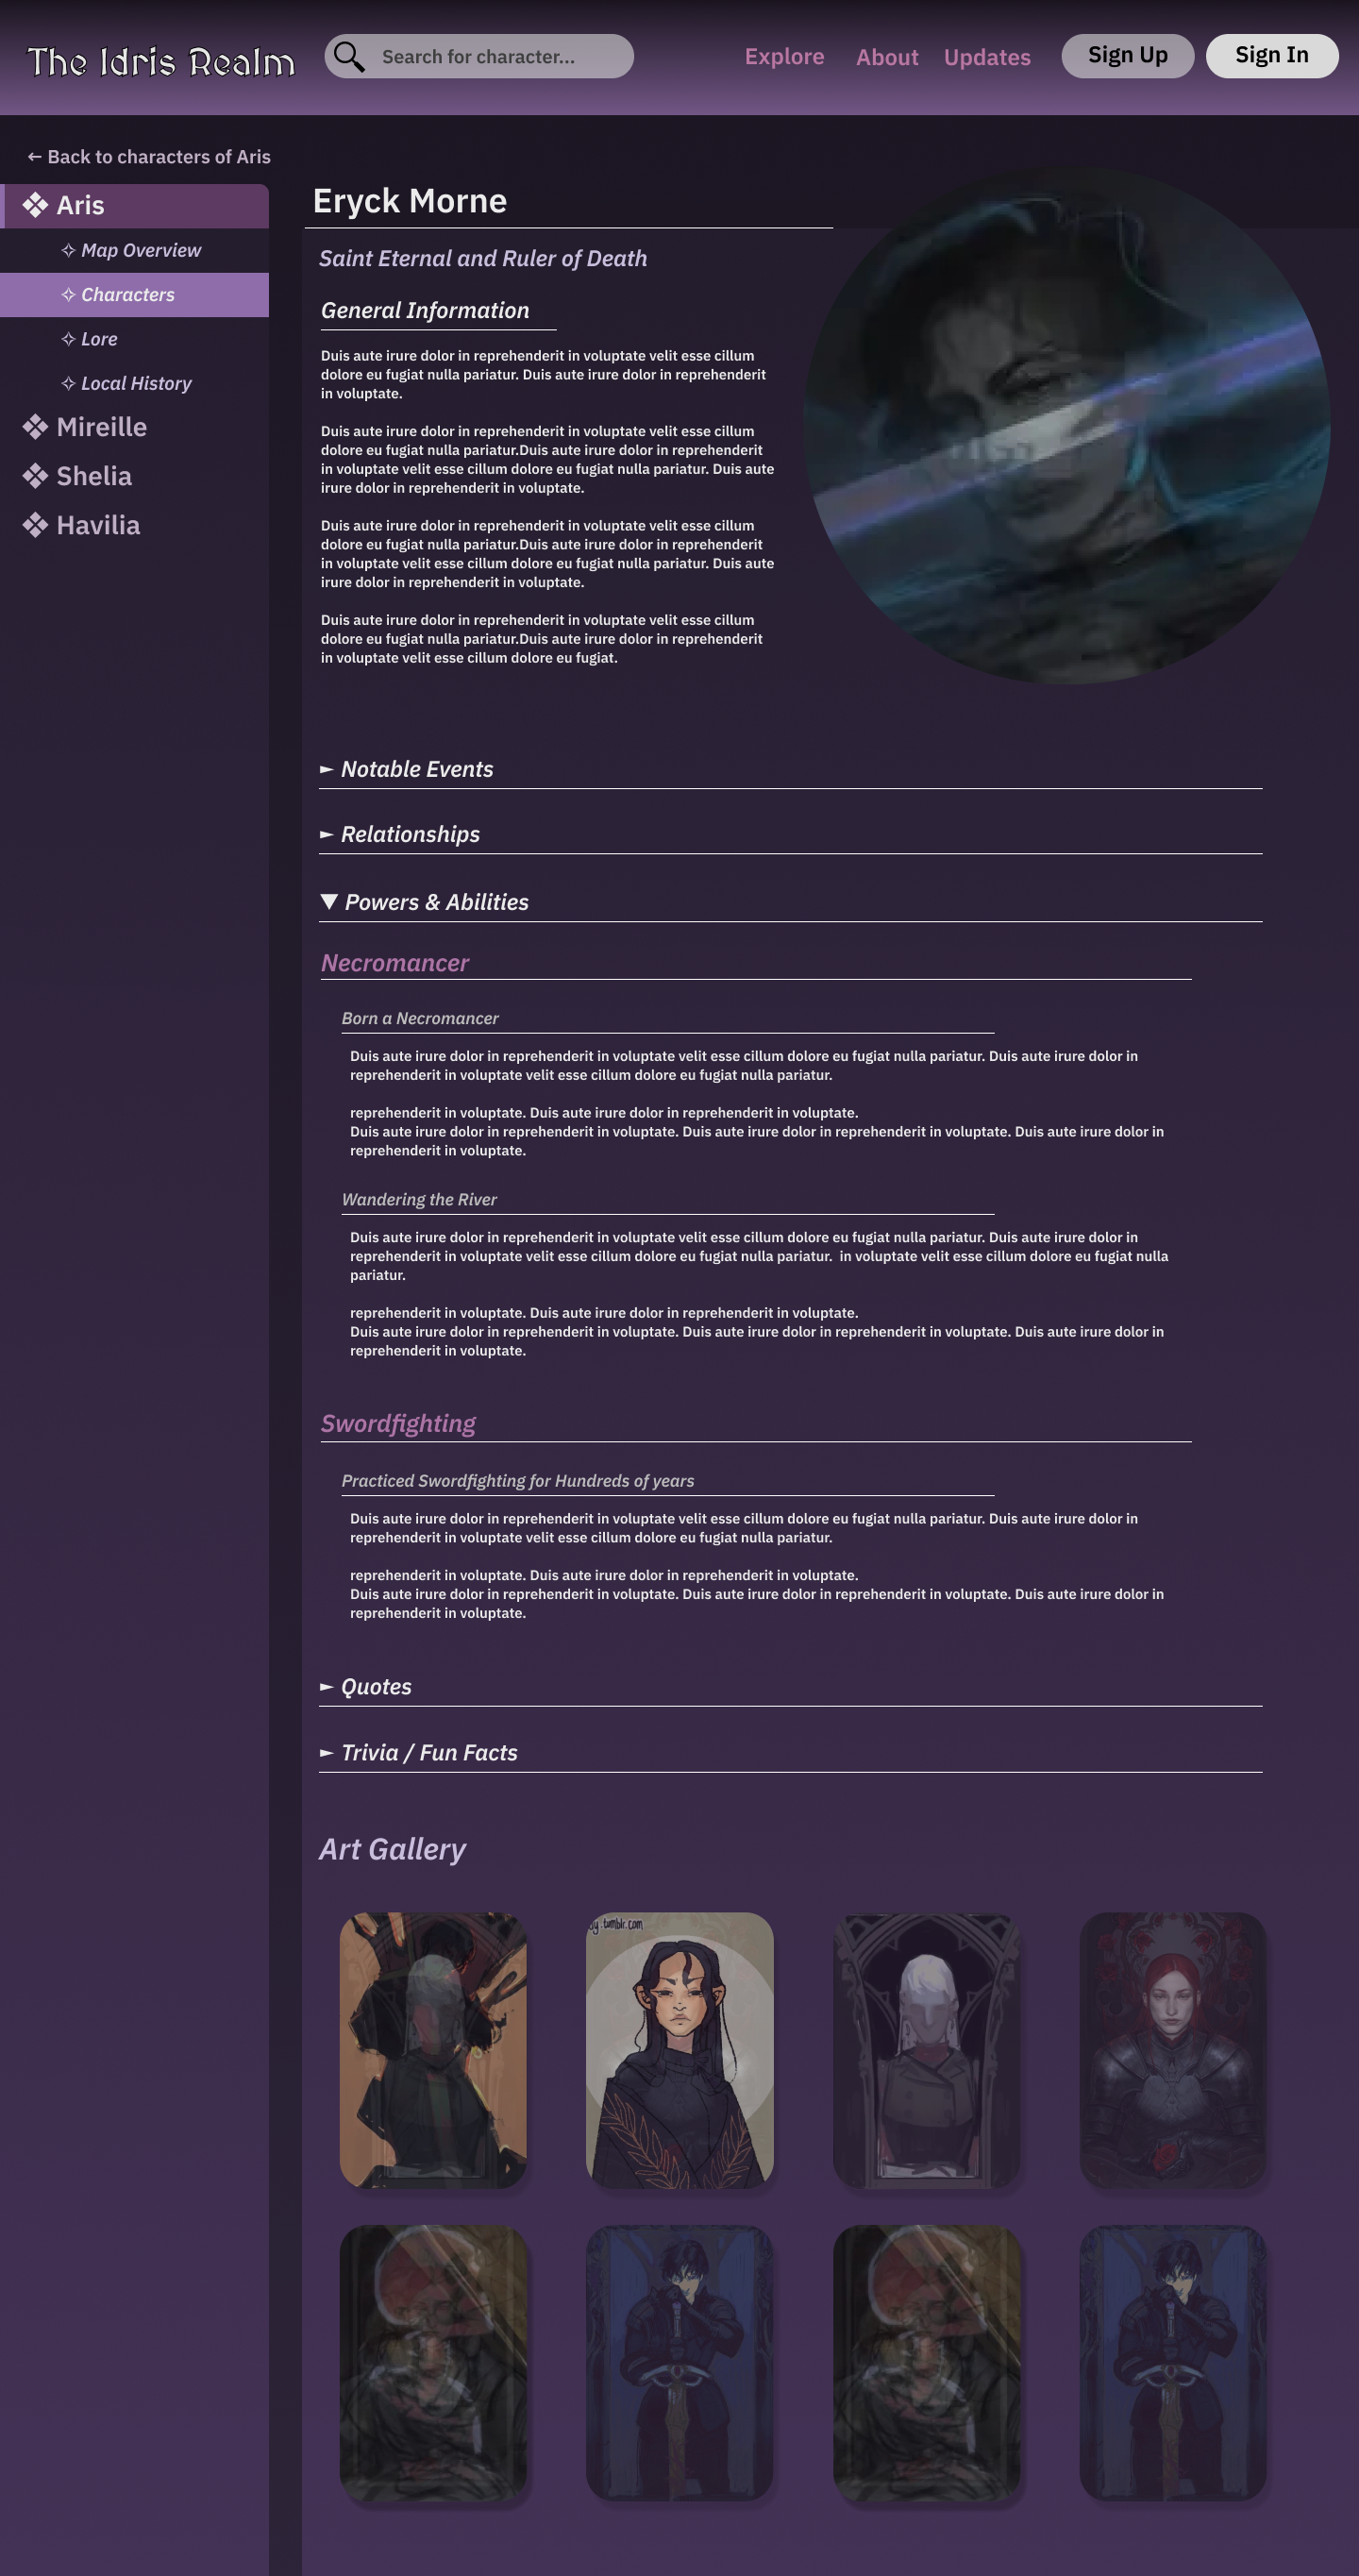 The Idris Realm
Search for character...
Explore
About
Updates
Sign Up
Sign In
← Back to characters of Aris
❖ Aris
✧ Map Overview
✧ Characters
✧ Lore
✧ Local History
❖ Mireille
❖ Shelia
❖ Havilia
Eryck Morne
Saint Eternal and Ruler of Death
General Information
Duis aute irure dolor in reprehenderit in voluptate velit esse cillum
dolore eu fugiat nulla pariatur. Duis aute irure dolor in reprehenderit
in voluptate.
Duis aute irure dolor in reprehenderit in voluptate velit esse cillum
dolore eu fugiat nulla pariatur.Duis aute irure dolor in reprehenderit
in voluptate velit esse cillum dolore eu fugiat nulla pariatur. Duis aute
irure dolor in reprehenderit in voluptate.
Duis aute irure dolor in reprehenderit in voluptate velit esse cillum
dolore eu fugiat nulla pariatur.Duis aute irure dolor in reprehenderit
in voluptate velit esse cillum dolore eu fugiat nulla pariatur. Duis aute
irure dolor in reprehenderit in voluptate.
Duis aute irure dolor in reprehenderit in voluptate velit esse cillum
dolore eu fugiat nulla pariatur.Duis aute irure dolor in reprehenderit
in voluptate velit esse cillum dolore eu fugiat.
► Notable Events
► Relationships
▼ Powers & Abilities
Necromancer
Born a Necromancer
Duis aute irure dolor in reprehenderit in voluptate velit esse cillum dolore eu fugiat nulla pariatur. Duis aute irure dolor in
reprehenderit in voluptate velit esse cillum dolore eu fugiat nulla pariatur.
reprehenderit in voluptate. Duis aute irure dolor in reprehenderit in voluptate.
Duis aute irure dolor in reprehenderit in voluptate. Duis aute irure dolor in reprehenderit in voluptate. Duis aute irure dolor in
reprehenderit in voluptate.
Wandering the River
Duis aute irure dolor in reprehenderit in voluptate velit esse cillum dolore eu fugiat nulla pariatur. Duis aute irure dolor in
reprehenderit in voluptate velit esse cillum dolore eu fugiat nulla pariatur.  in voluptate velit esse cillum dolore eu fugiat nulla
pariatur.
reprehenderit in voluptate. Duis aute irure dolor in reprehenderit in voluptate.
Duis aute irure dolor in reprehenderit in voluptate. Duis aute irure dolor in reprehenderit in voluptate. Duis aute irure dolor in
reprehenderit in voluptate.
Swordfighting
Practiced Swordfighting for Hundreds of years
Duis aute irure dolor in reprehenderit in voluptate velit esse cillum dolore eu fugiat nulla pariatur. Duis aute irure dolor in
reprehenderit in voluptate velit esse cillum dolore eu fugiat nulla pariatur.
reprehenderit in voluptate. Duis aute irure dolor in reprehenderit in voluptate.
Duis aute irure dolor in reprehenderit in voluptate. Duis aute irure dolor in reprehenderit in voluptate. Duis aute irure dolor in
reprehenderit in voluptate.
► Quotes
► Trivia / Fun Facts
Art Gallery
.tumblr.com